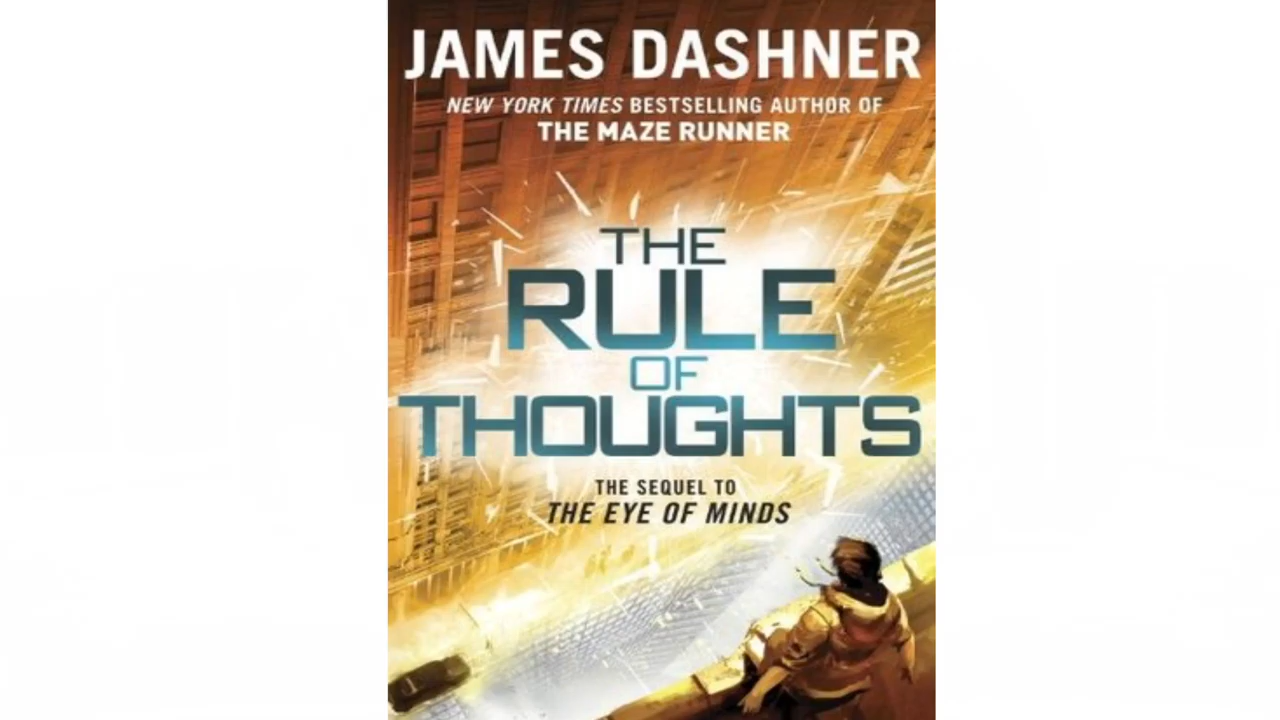 JAMES DASHNER
NEW YORK TIMES BESTSELLING AUTHOR OF
THE MAZE RUNNER
THE
RULE
OF
THOUGHTS
THE SEQUEL TO
THE EYE OF MINDS